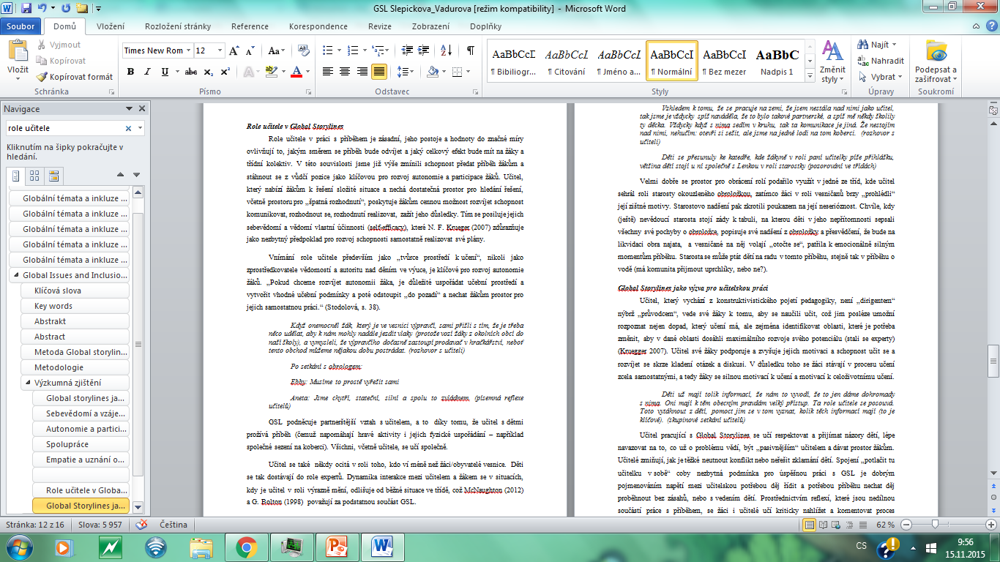 GSL Slepickova_Vadurova [režim kompatibility] - Microsoft Word
Soubor
Domů
Vložení
Rozložení stránky
Reference
Korespondence
Revize
Zobrazení
Doplňky
Vložit
Vyjmout
Kopírovat
Kopírovat formát
Schránka
Times New Rom
12
Písmo
Odstavec
AaBbCcI
¶ Bibliogr...
AaBbCcI
¶ Citování
AaBbCcI
¶ Jméno a...
AaBbCcI
¶ Normální
AaBbCcI
¶ Bez mezer
AaBbC
Nadpis 1
Změnit styly
Styly
Najít
Nahradit
Vybrat
Úpravy
Podepsat a zašifrovat
Soukromí
Navigace
role učitele
Kliknutím na šipky pokračujte v
hledání.
Globální témata a inkluze ...
Globální témata a inkluze ...
Globální témata a inkluze ...
Globální témata a inkluze ...
Globální témata a inkluze ...
Global Issues and Inclusio...
Klíčová slova
Key words
Abstrakt
Abstract
Metoda Global storylin...
Metodologie
Výzkumná zjištění
Global storylines ja...
Sebevědomí a vzáje...
Autonomie a partici...
Spolupráce
Empatie a uznání o...
Role učitele v Globa...
Global Storylines ja...
Role učitele v Global Storylines
Role učitele v práci s příběhem je zásadní, jeho postoje a hodnoty do značné míry
ovlivňují to, jakým směrem se příběh bude odvíjet a jaký celkový efekt bude mít na žáky a
třídní kolektiv. V této souvislosti jsme již výše zmínili schopnost předat příběh žákům a
stáhnout se z vůdčí pozice jako klíčovou pro rozvoj autonomie a participace žáků. Učitel,
který nabízí žákům k řešení složité situace a nechá dostatečná prostor pro hledání řešení,
včetně prostoru pro „špatná rozhodnutí“, poskytuje žákům cennou možnost rozvíjet schopnost
komunikovat, rozhodnout se, rozhodnutí realizovat, zažít jeho důsledky. Tím se posiluje jejich
sebevědomí a vědomí vlastní účinnosti (self-efficacy), které N. F. Krueger (2007) zdůrazňuje
jako nezbytný předpoklad pro rozvoj schopnosti samostatně realizovat své plány.
Vnímání role učitele především jako „tvůrce prostředí k učení“, nikoli jako
zprostředkovatele vědomostí a autoritu nad děním ve výuce, je klíčové pro rozvoj autonomie
žáků. „Pokud chceme rozvíjet autonomii žáka, je důležité uspořádat učební prostředí a
vytvořit vhodné učební podmínky a poté odstoupit „do pozadí“ a nechat žákům prostor pro
jejich samostatnou práci.“ (Stodolová, s. 38).
Když onemocněl žák, který je ve vesnici výpravčí, sami přišli s tím, že je třeba
něco udělat, aby k nám mohly nadále jezdit vlaky (protože vozí žáky z okolních obcí do
naší školy), a vymysleli, že výpravčího dočasně zastoupí prodavač v hračkářství, neboť
tento obchod můžeme nějakou dobu postrádat. (rozhovor s učiteli)
Po setkání s obrologem:
Ebby: Musíme to prostě vyřešit sami
Aneta: Jsme chytří, stateční, silní a spolu to zvládnem. (písemná reflexe
učitelů)
GSL podněcuje partnerštější vztah s učitelem, a to díky tomu, že učitel s dětmi
prožívá příběh (čemuž napomáhají hravé aktivity i jejich fyzické uspořádání – například
společné sezení na koberci). Všichni, včetně učitele, se učí společně.
Učitel se také někdy ocitá v roli toho, kdo ví méně než žáci/obyvatelé vesnice. Děti
se tak dostávají do role expertů. Dynamika interakce mezi učitelem a žákem se v situacích,
kdy je učitel v roli výrazně mění, odlišuje od běžné situace ve třídě, což McNaughton (2012)
a G. Bolton (1998) považují za podstatnou součást GSL.
Vzhledem k tomu, že se pracuje na zemi, že jsem nestála nad nimi jako učitel,
tak jsme je vždycky spíš naváděla, že to bylo takové partnerské, a spíš mě někdy školily
ty děcka. Vždycky když s nima sedím v kruhu, tak ta komunikace je jiná. Že nestojím
nad nimi, nehučím: otevři si sešit, ale jsme na jedné lodi na tom koberci. (rozhovor s
učiteli)
Děti se přesunuly ke katedře, kde žákyně v roli paní učitelky píše přihlášku,
většina dětí stojí u ní společně s Lenkou v roli starostky (pozorování ve třídách)
Velmi dobře se prostor pro obrácení rolí podařilo využít v jedné ze tříd, kde učitel
sehrál roli starosty okouzleného obroložkou, zatímco žáci v roli vesničanů brzy „prohlédli“
její zištné motivy. Starostovo nadšení pak zkrotili poukazem na její neserióznost. Chvíle, kdy
(ještě) nevědoucí starosta stojí zády k tabuli, na kterou děti v jeho nepřítomnosti sepsali
všechny své pochyby o obroložce, popisuje své nadšení z obroložky a přesvědčení, že bude na
likvidaci obra najata, a vesničané na něj volají „otočte se“, patřila k emocionálně silným
momentům příběhu. Starosta se může ptát dětí na radu v tomto příběhu, stejně tak v příběhu o
vodě (má komunita přijmout uprchlíky, nebo ne?).
Global Storylines jako výzva pro učitelskou práci
Učitel, který vychází z konstruktivistického pojetí pedagogiky, není „dirigentem“
nýbrž „průvodcem“, vede své žáky k tomu, aby se naučili učit, což jim posléze umožní
rozpoznat nejen dopad, který učení má, ale zejména identifikovat oblasti, které je potřeba
změnit, aby v dané oblasti dosáhli maximálního rozvoje svého potenciálu (stali se experty)
(Kruegger 2007). Učitel své žáky podporuje a zvyšuje jejich motivaci a schopnost učit se a
rozvíjet se skrze kladení otázek a diskusi. V důsledku toho se žáci stávají v procesu učení
zcela samostatnými, a tedy žáky se silnou motivací k učení a motivací k celoživotnímu učení.
Děti už mají tolik informací, že nám to vyvodí, že to jen dáme dohromady
s nima. Oni mají k těm obecným pravdám velký přístup. Ta role učitele se posouvá.
Toto vytáhnout z dětí, pomoct jim se v tom vyznat, kolik těch informací mají (to je
klíčové). (skupinové setkání učitelů)
Učitel pracující s Global Storylines se učí respektovat a přijímat názory dětí, lépe
navazovat na to, co už o problému vědí, být „pasivnějším“ učitelem a dávat prostor žákům.
Učitelé zmiňují, jak je těžké neutnout konflikt nebo neřešit zklamání dětí. Spojení „potlačit tu
učitelku v sobě“ coby nezbytná podmínka pro úspěšnou práci s GSL je dobrým
pojmenováním napětí mezi učitelskou potřebou děj řídit a potřebou příběhu nechat děj
proběhnout bez zásahů, nebo s vedením dětí. Prostřednictvím reflexí, které jsou nedílnou
součástí práce s příběhem, se žáci i učitelé učí kriticky nahlížet a komentovat proces
Stránka: 12 z 16
Slova: 5 957
Čeština
62 %
CS
9:56
15.11.2015